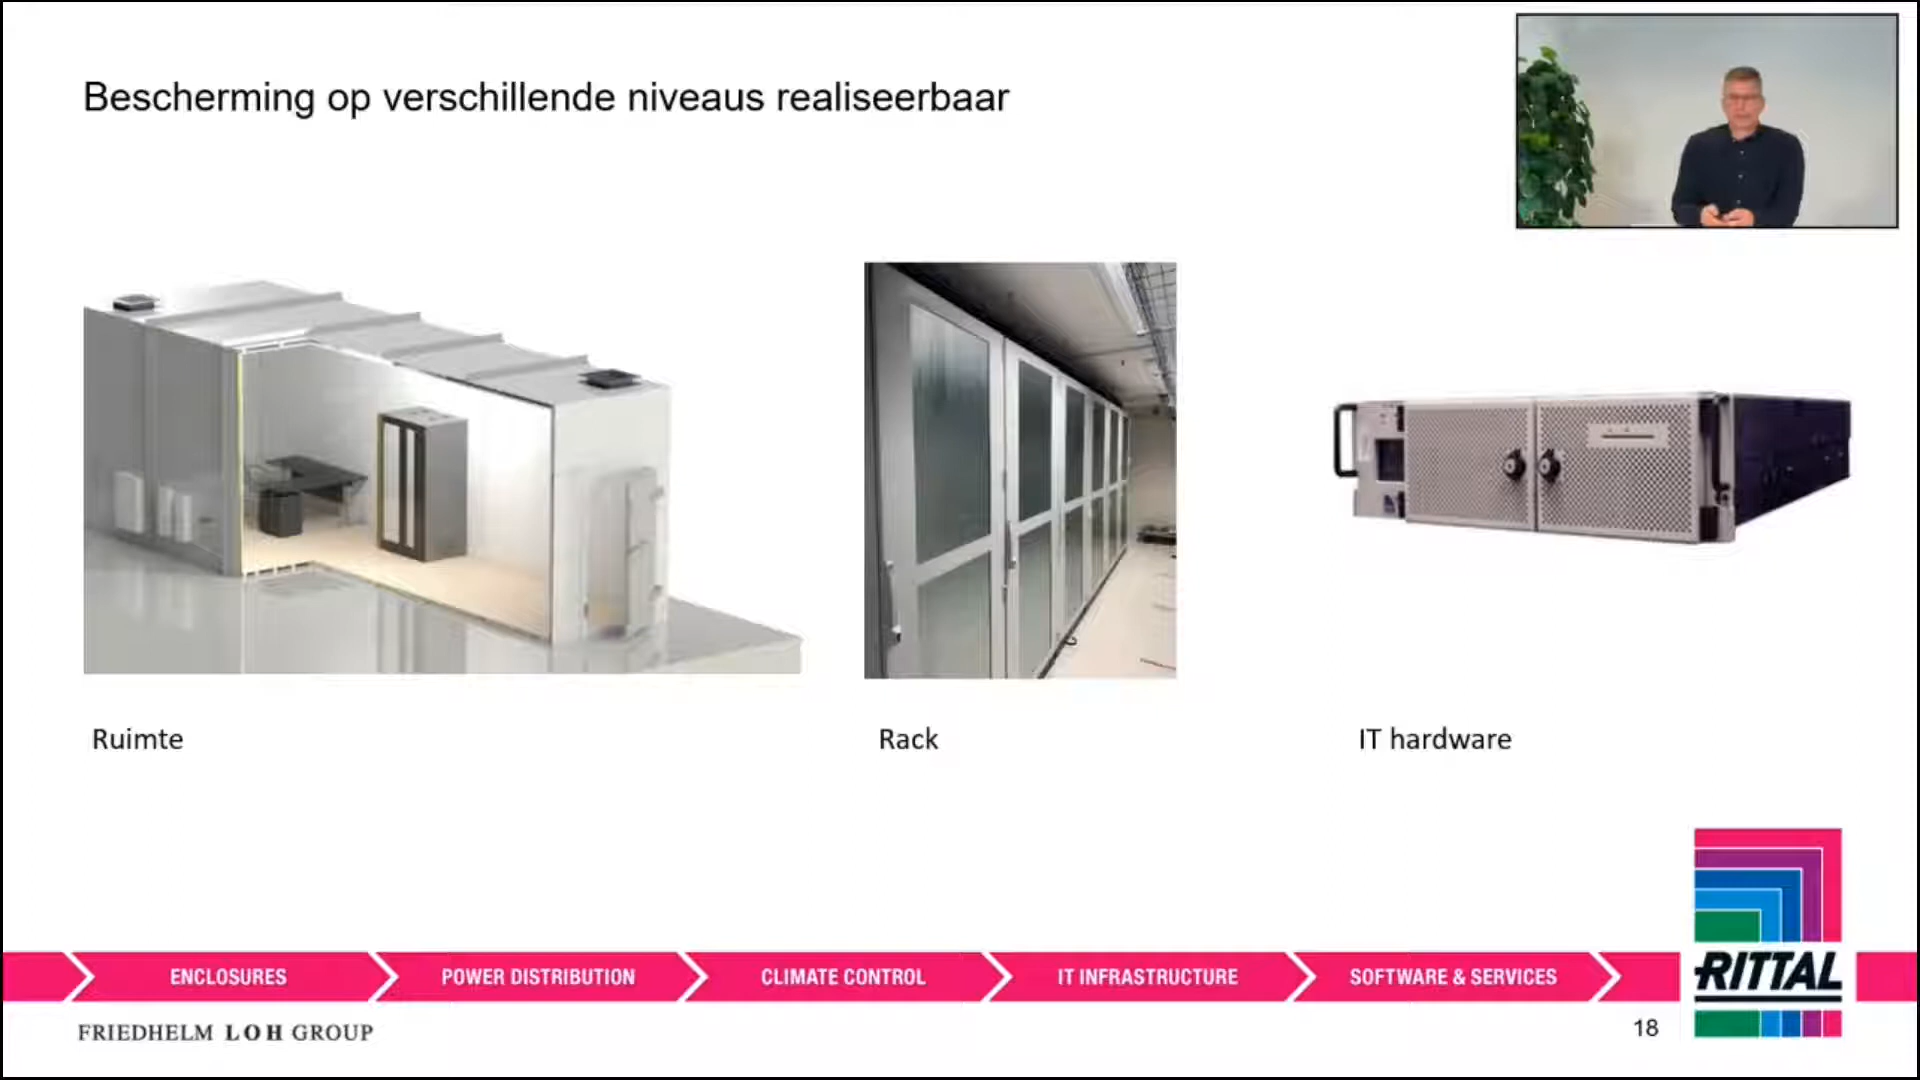 Bescherming op verschillende niveaus realiseerbaar
Ruimte
Rack
IT hardware
ENCLOSURES
POWER DISTRIBUTION
CLIMATE CONTROL
IT INFRASTRUCTURE
SOFTWARE & SERVICES
RITTAL
FRIEDHELM LOH GROUP
18